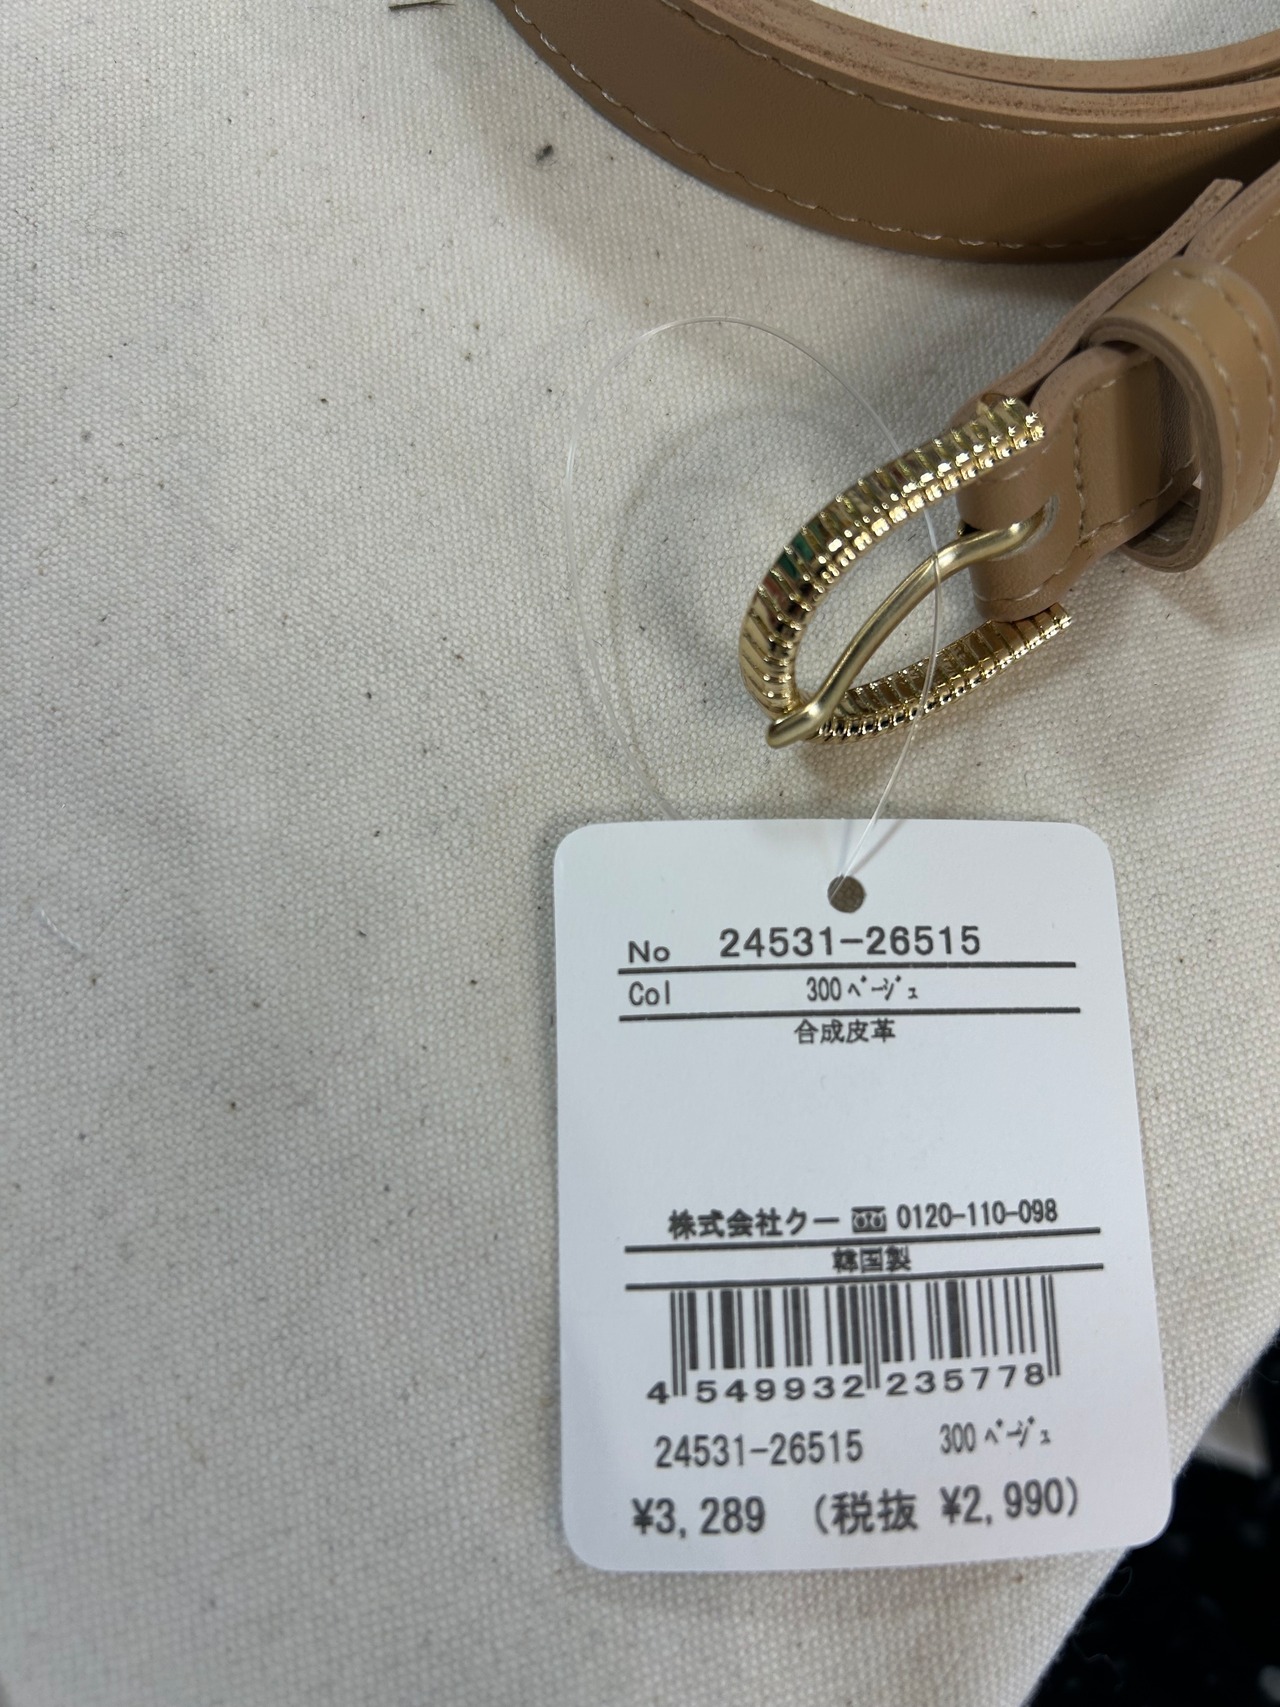 No 24531-26515
Col 300ﾍﾞｰｼﾞｭ
合成皮革
株式会社クー 0120-110-098
韓国製
4 549932 235778
24531-26515 300ﾍﾞｰｼﾞｭ
¥3,289 (税抜 ¥2,990)